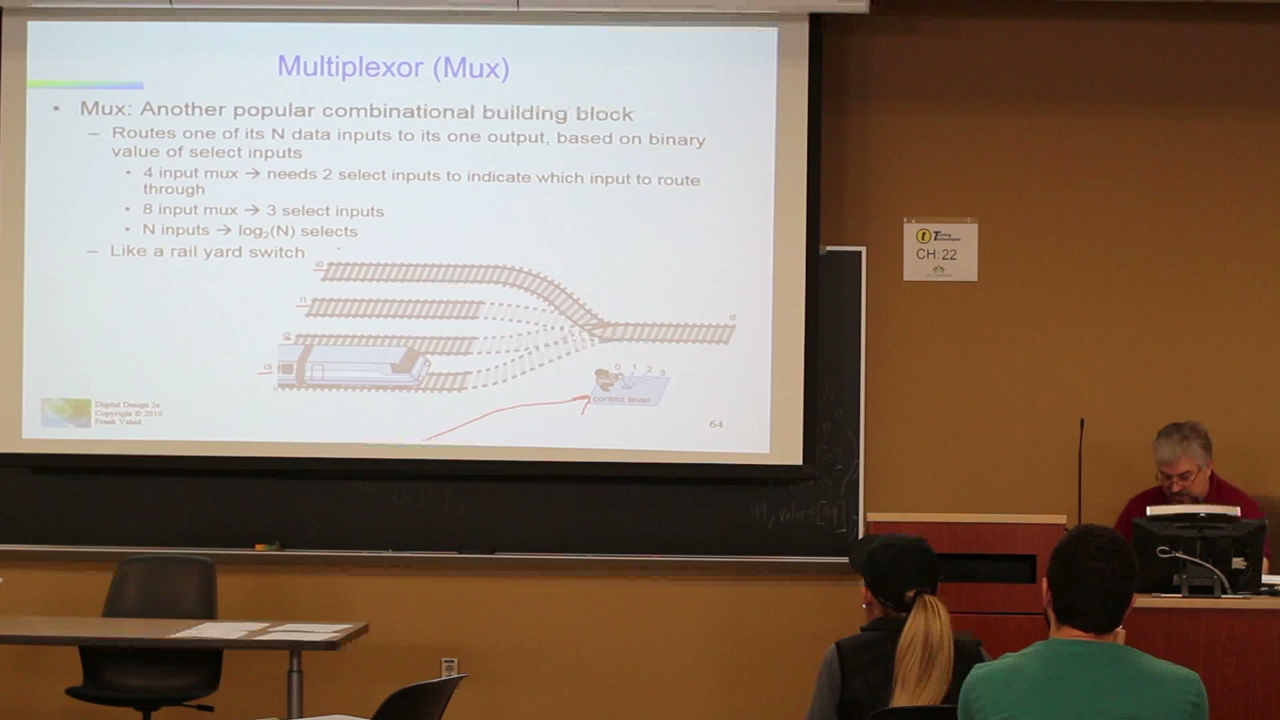 Multiplexor (Mux)
• Mux: Another popular combinational building block
– Routes one of its N data inputs to its one output, based on binary
value of select inputs
• 4 input mux → needs 2 select inputs to indicate which input to route
through
• 8 input mux → 3 select inputs
• N inputs → log₂(N) selects
– Like a rail yard switch
i0
i1
i2
i3
d
0 1 2 3
control lever
Digital Design 2e
Copyright © 2010
Frank Vahid
64
Turning
Technologies
CH: 22